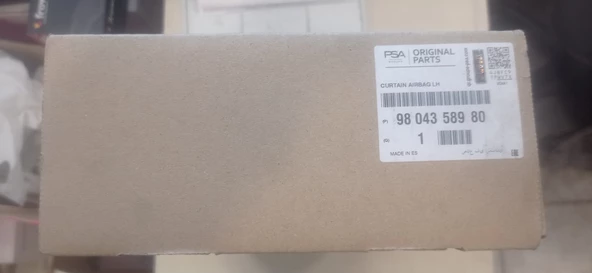 PSA
ORIGINAL
PARTS
CURTAIN AIRBAG LH
98 043 589 80
1
MADE IN ES